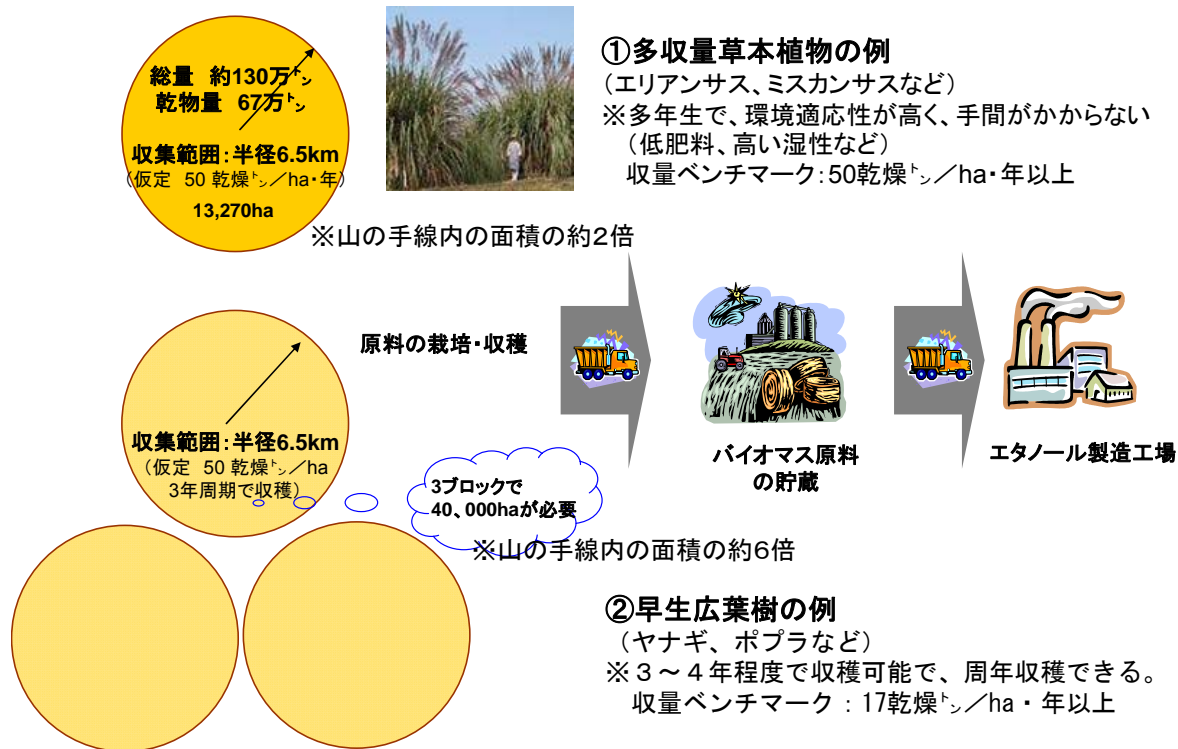 総量 約130万トン
乾物量 67万トン
収集範囲:半径6.5km
(仮定 50 乾燥トン/ha・年)
13,270ha
※山の手線内の面積の約2倍
①多収量草本植物の例
(エリアンサス、ミスカンサスなど)
※多年生で、環境適応性が高く、手間がかからない
(低肥料、高い湿性など)
収量ベンチマーク:50乾燥トン/ha・年以上
原料の栽培・収穫
バイオマス原料
の貯蔵
エタノール製造工場
収集範囲:半径6.5km
(仮定 50 乾燥トン/ha
3年周期で収穫)
3ブロックで
40、000haが必要
※山の手線内の面積の約6倍
②早生広葉樹の例
(ヤナギ、ポプラなど)
※3~4年程度で収穫可能で、周年収穫できる。
収量ベンチマーク : 17乾燥トン/ha・年以上